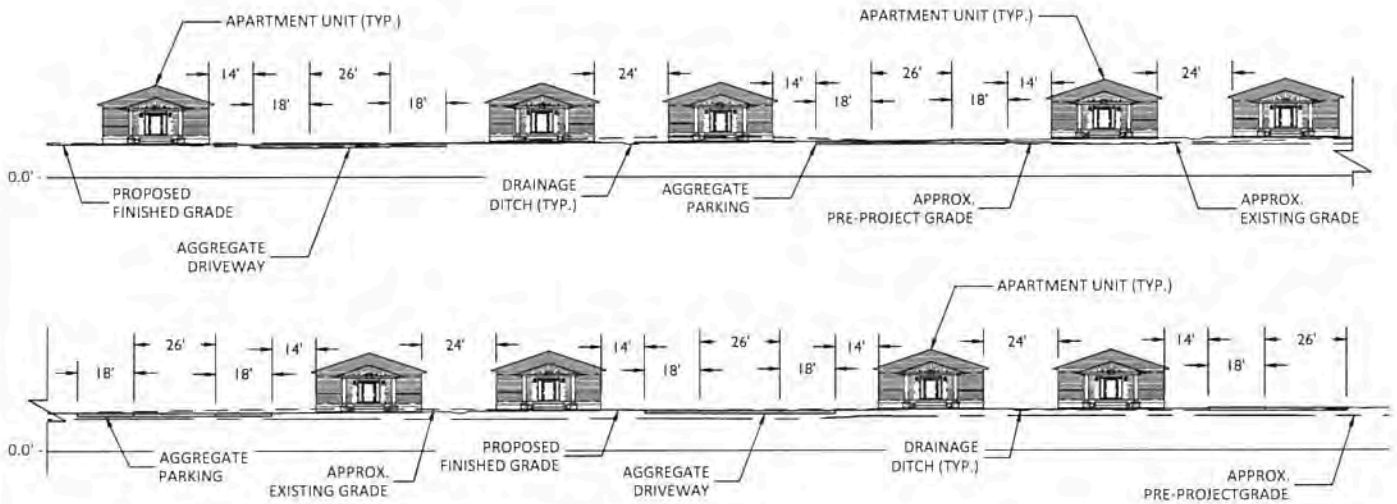 APARTMENT UNIT (TYP.)
APARTMENT UNIT (TYP.)
14'
26'
24'
14'
26'
14'
24'
18'
18'
18'
18'
0.0'
PROPOSED
FINISHED GRADE
AGGREGATE
DRIVEWAY
DRAINAGE
DITCH (TYP.)
AGGREGATE
PARKING
APPROX.
PRE-PROJECT GRADE
APPROX.
EXISTING GRADE
APARTMENT UNIT (TYP.)
26'
14'
24'
14'
26'
14'
24'
14'
26'
18'
18'
18'
18'
18'
0.0'
AGGREGATE
PARKING
APPROX.
EXISTING GRADE
PROPOSED
FINISHED GRADE
AGGREGATE
DRIVEWAY
DRAINAGE
DITCH (TYP.)
APPROX.
PRE-PROJECTGRADE